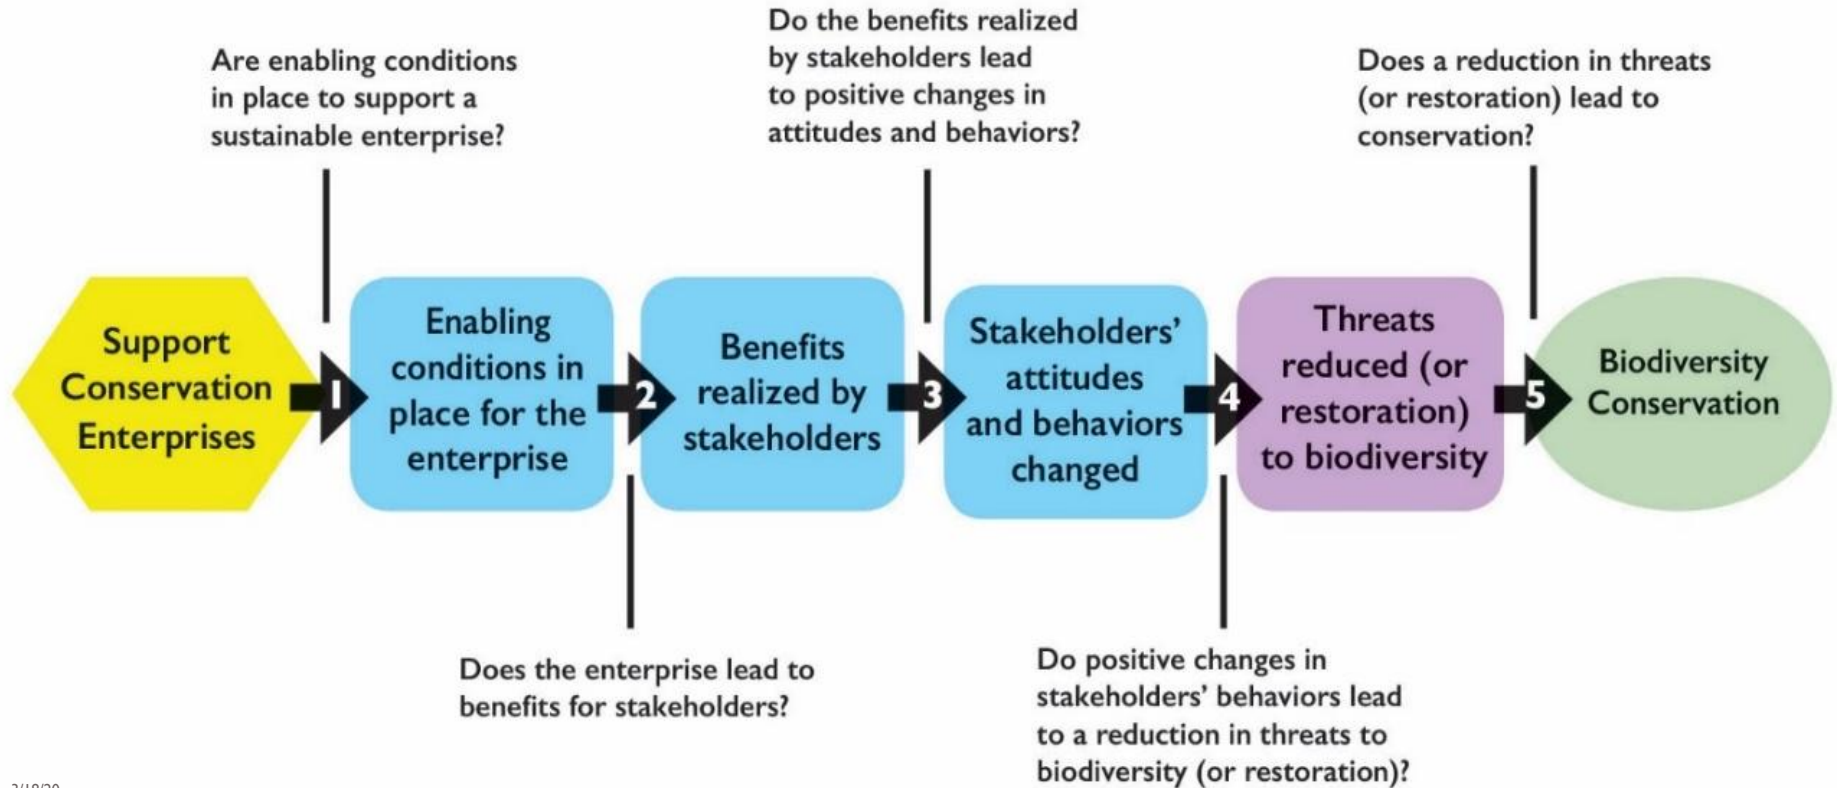 Are enabling conditions
in place to support a
sustainable enterprise?
Do the benefits realized
by stakeholders lead
to positive changes in
attitudes and behaviors?
Does a reduction in threats
(or restoration) lead to
conservation?
Support
Conservation
Enterprises
1
Enabling
conditions in
place for the
enterprise
2
Benefits
realized by
stakeholders
3
Stakeholders’
attitudes
and behaviors
changed
4
Threats
reduced (or
restoration)
to biodiversity
5
Biodiversity
Conservation
Does the enterprise lead to
benefits for stakeholders?
Do positive changes in
stakeholders’ behaviors lead
to a reduction in threats to
biodiversity (or restoration)?